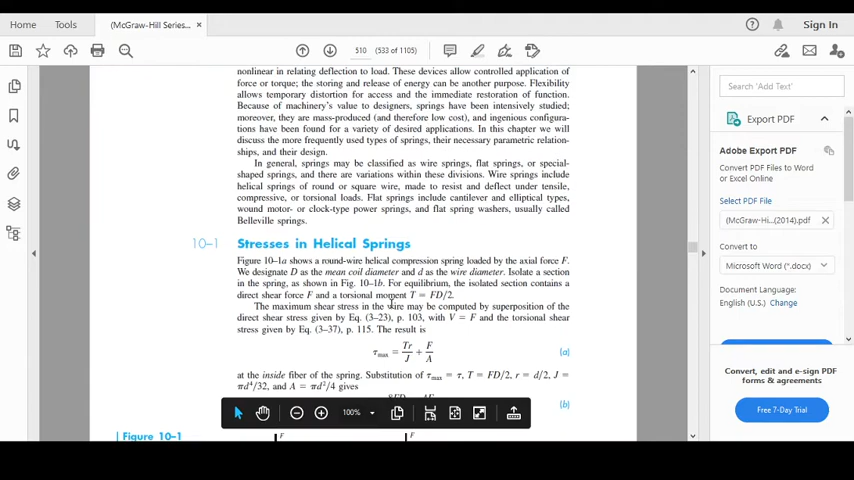 Home
Tools
(McGraw-Hill Series...
×
Sign In
510
(533 of 1105)
nonlinear in relating deflection to load. These devices allow controlled application of
force or torque; the storing and release of energy can be another purpose. Flexibility
allows temporary distortion for access and the immediate restoration of function.
Because of machinery's value to designers, springs have been intensively studied;
moreover, they are mass-produced (and therefore low cost), and ingenious configura-
tions have been found for a variety of desired applications. In this chapter we will
discuss the more frequently used types of springs, their necessary parametric relation-
ships, and their design.
In general, springs may be classified as wire springs, flat springs, or special-
shaped springs, and there are variations within these divisions. Wire springs include
helical springs of round or square wire, made to resist and deflect under tensile,
compressive, or torsional loads. Flat springs include cantilever and elliptical types,
wound motor- or clock-type power springs, and flat spring washers, usually called
Belleville springs.
10–1 Stresses in Helical Springs
Figure 10–1a shows a round-wire helical compression spring loaded by the axial force F.
We designate D as the mean coil diameter and d as the wire diameter. Isolate a section
in the spring, as shown in Fig. 10–1b. For equilibrium, the isolated section contains a
direct shear force F and a torsional moment T = FD/2.
The maximum shear stress in the wire may be computed by superposition of the
direct shear stress given by Eq. (3–23), p. 103, with V = F and the torsional shear
stress given by Eq. (3–37), p. 115. The result is
τmax = Tr/J + F/A (a)
at the inside fiber of the spring. Substitution of τmax = τ, T = FD/2, r = d/2, J =
πd⁴/32, and A = πd²/4 gives
(b)
100%
Figure 10–1
F
F
Search 'Add Text'
Export PDF
Adobe Export PDF
Convert PDF Files to Word
or Excel Online
Select PDF File
(McGraw-Hi...(2014).pdf
×
Convert to
Microsoft Word (*.docx)
Document Language:
English (U.S.) Change
Convert, edit and e-sign PDF
forms & agreements
Free 7-Day Trial